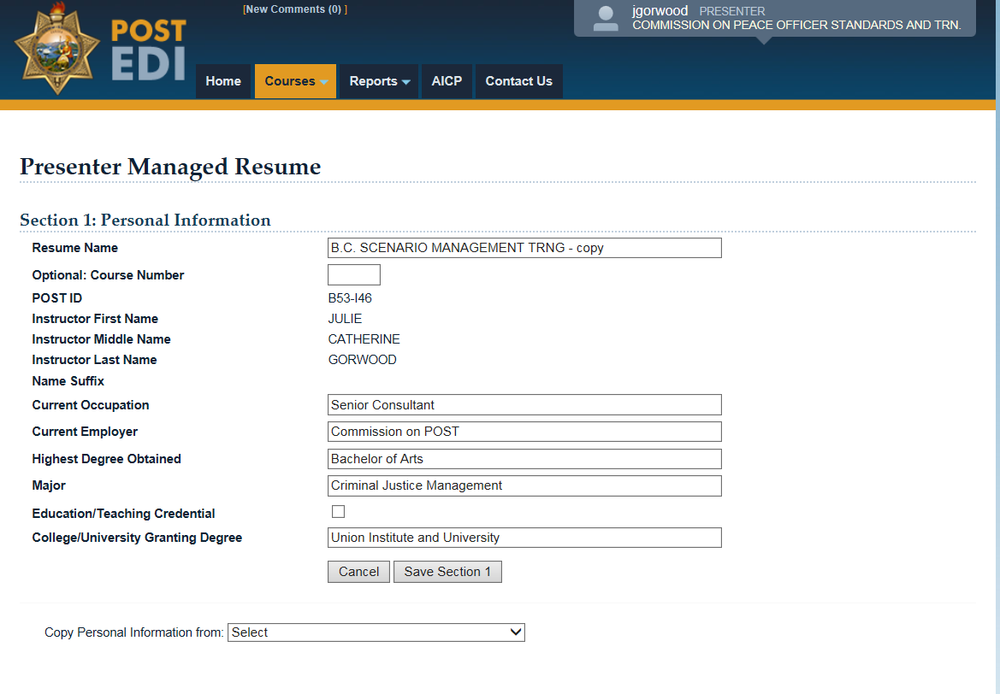 [New Comments (0) ]
jgorwood PRESENTER
COMMISSION ON PEACE OFFICER STANDARDS AND TRN.
POST
EDI
Home Courses Reports AICP Contact Us
Presenter Managed Resume
Section 1: Personal Information
Resume Name B.C. SCENARIO MANAGEMENT TRNG - copy
Optional: Course Number
POST ID B53-I46
Instructor First Name JULIE
Instructor Middle Name CATHERINE
Instructor Last Name GORWOOD
Name Suffix
Current Occupation Senior Consultant
Current Employer Commission on POST
Highest Degree Obtained Bachelor of Arts
Major Criminal Justice Management
Education/Teaching Credential
College/University Granting Degree Union Institute and University
Cancel Save Section 1
Copy Personal Information from: Select